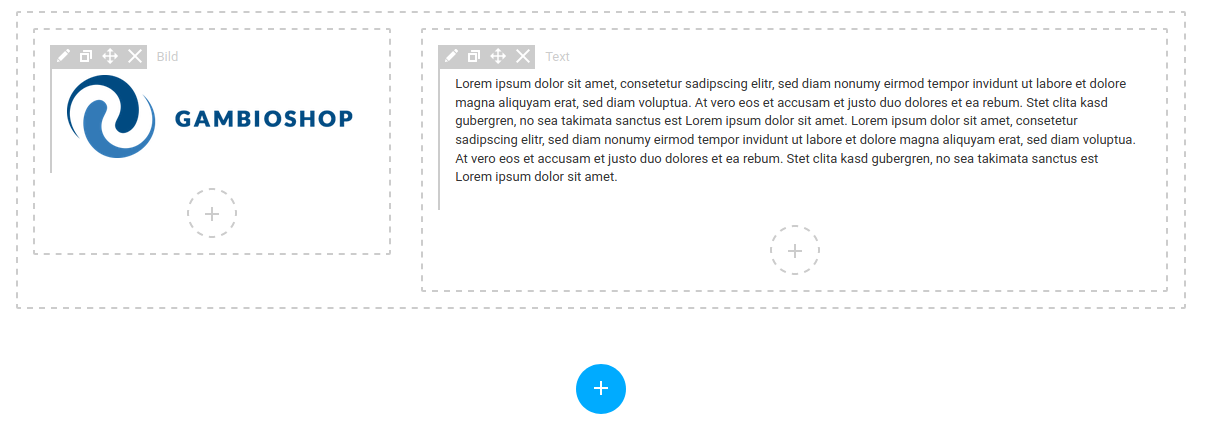 Bild
GAMBIOSHOP
Text
Lorem ipsum dolor sit amet, consetetur sadipscing elitr, sed diam nonumy eirmod tempor invidunt ut labore et dolore
magna aliquyam erat, sed diam voluptua. At vero eos et accusam et justo duo dolores et ea rebum. Stet clita kasd
gubergren, no sea takimata sanctus est Lorem ipsum dolor sit amet. Lorem ipsum dolor sit amet, consetetur
sadipscing elitr, sed diam nonumy eirmod tempor invidunt ut labore et dolore magna aliquyam erat, sed diam voluptua.
At vero eos et accusam et justo duo dolores et ea rebum. Stet clita kasd gubergren, no sea takimata sanctus est
Lorem ipsum dolor sit amet.